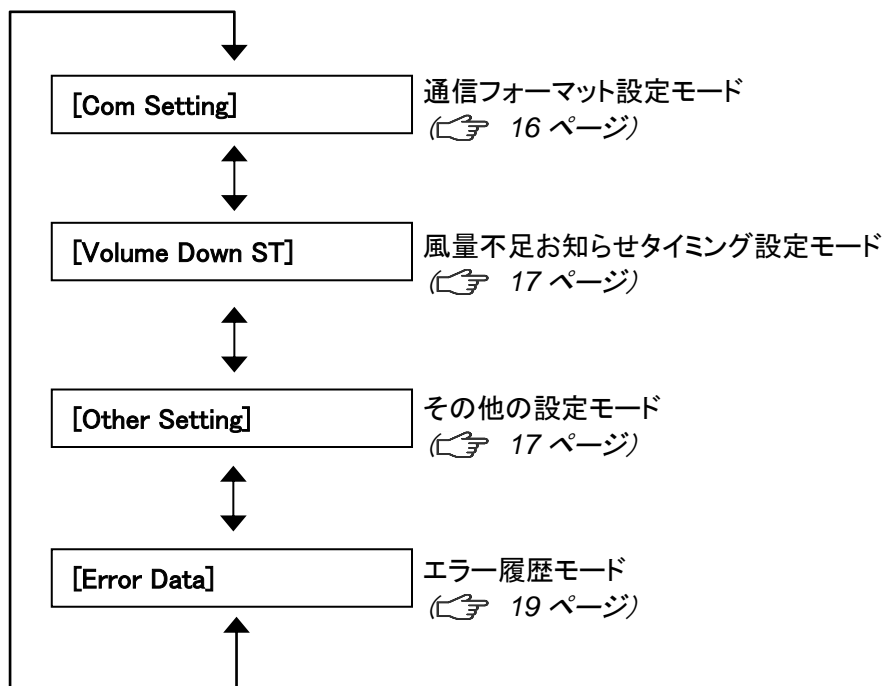 [Com Setting]
通信フォーマット設定モード
(☞ 16 ページ)
[Volume Down ST]
風量不足お知らせタイミング設定モード
(☞ 17 ページ)
[Other Setting]
その他の設定モード
(☞ 17 ページ)
[Error Data]
エラー履歴モード
(☞ 19 ページ)